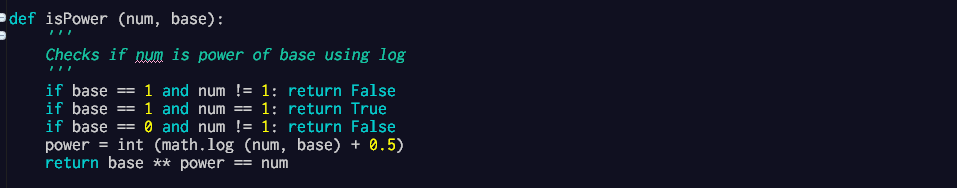 def isPower (num, base):
    '''
    Checks if num is power of base using log
    '''
    if base == 1 and num != 1: return False
    if base == 1 and num == 1: return True
    if base == 0 and num != 1: return False
    power = int (math.log (num, base) + 0.5)
    return base ** power == num